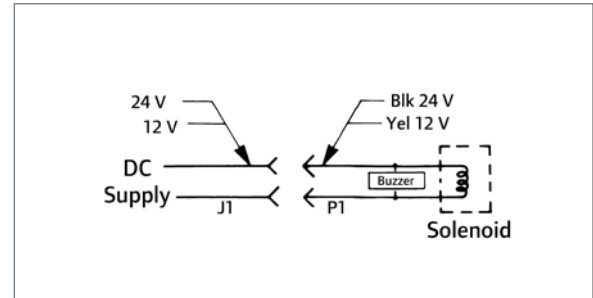 24 V
12 V
Blk 24 V
Yel 12 V
DC
Supply
J1
P1
Buzzer
Solenoid